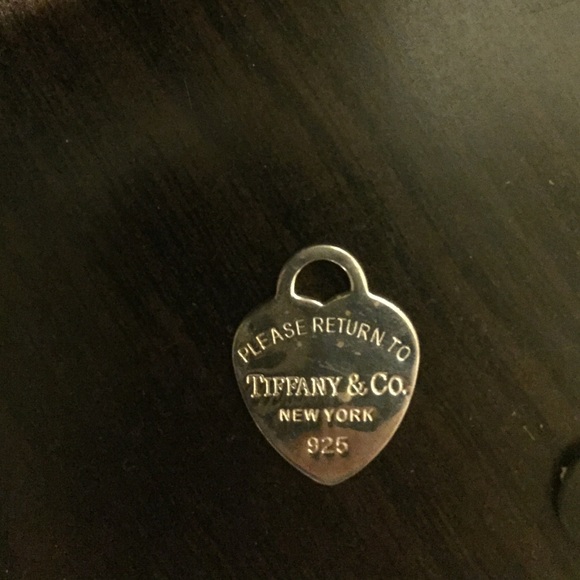 PLEASE RETURN TO
TIFFANY & CO.
NEW YORK
925